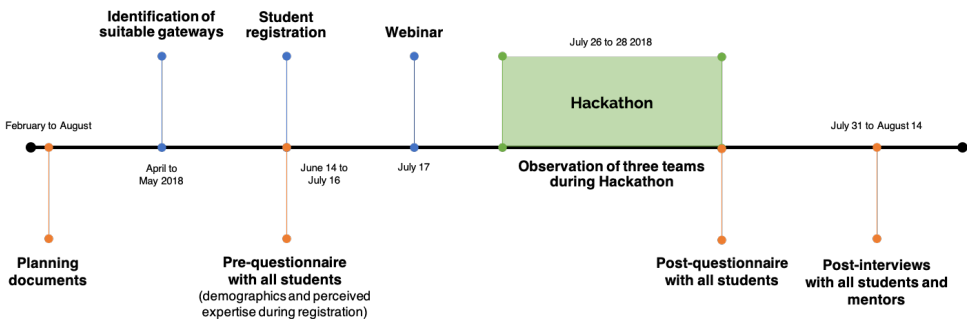 Identification of
suitable gateways
Student
registration
Webinar
July 26 to 28 2018
Hackathon
February to August
July 31 to August 14
April to
May 2018
June 14 to
July 16
July 17
Observation of three teams
during Hackathon
Planning
documents
Pre-questionnaire
with all students
(demographics and perceived
expertise during registration)
Post-questionnaire
with all students
Post-interviews
with all students and
mentors